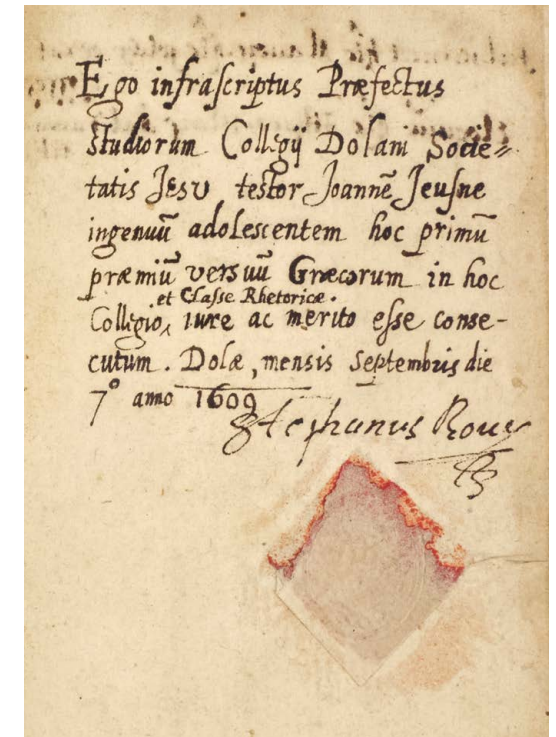 Ego infraſcriptus Præfectus
ſtudiorum Collegij Dolani Socie=
tatis Jesv teſtor Joannē Jeuſne
ingenuū adolescentem hoc primū
præmiū versuū Græcorum in hoc
et Claſse Rhetoricæ.
Collegio, iure ac merito eſse conse-
cutum. Dolæ, mensis Septembris die
7° anno 1609
Stephanus